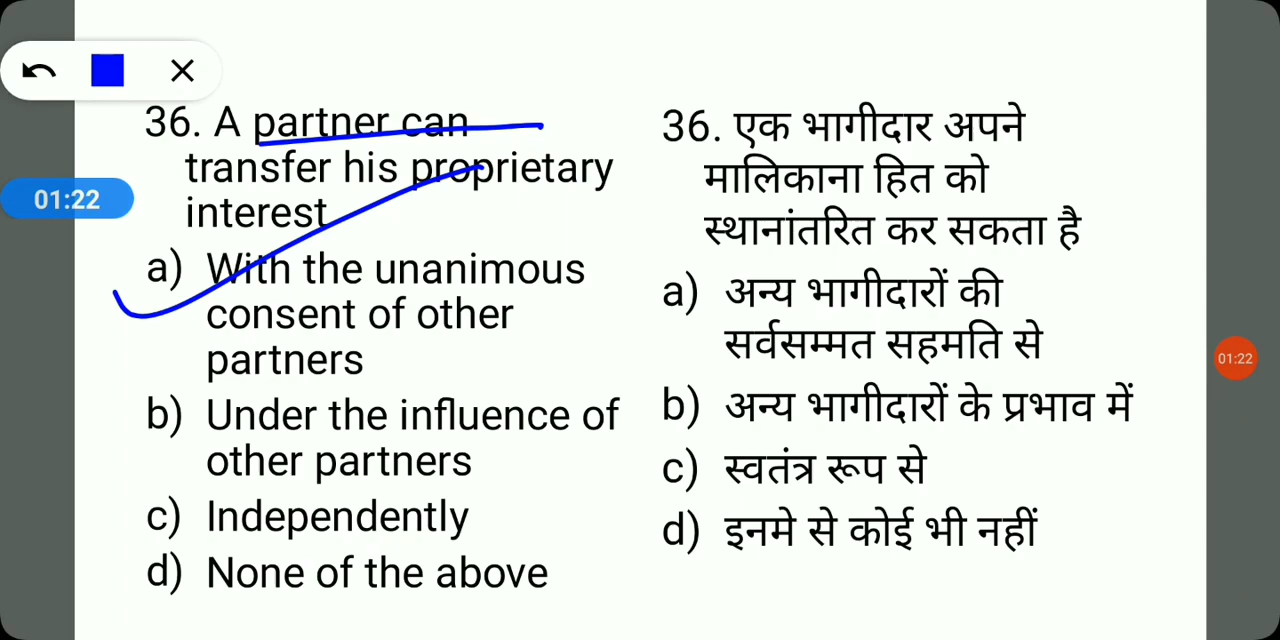 01:22
36. A partner can
transfer his proprietary
interest
a) With the unanimous
consent of other
partners
b) Under the influence of
other partners
c) Independently
d) None of the above
36. एक भागीदार अपने
मालिकाना हित को
स्थानांतरित कर सकता है
a) अन्य भागीदारों की
सर्वसम्मत सहमति से
b) अन्य भागीदारों के प्रभाव में
c) स्वतंत्र रूप से
d) इनमे से कोई भी नहीं
01:22